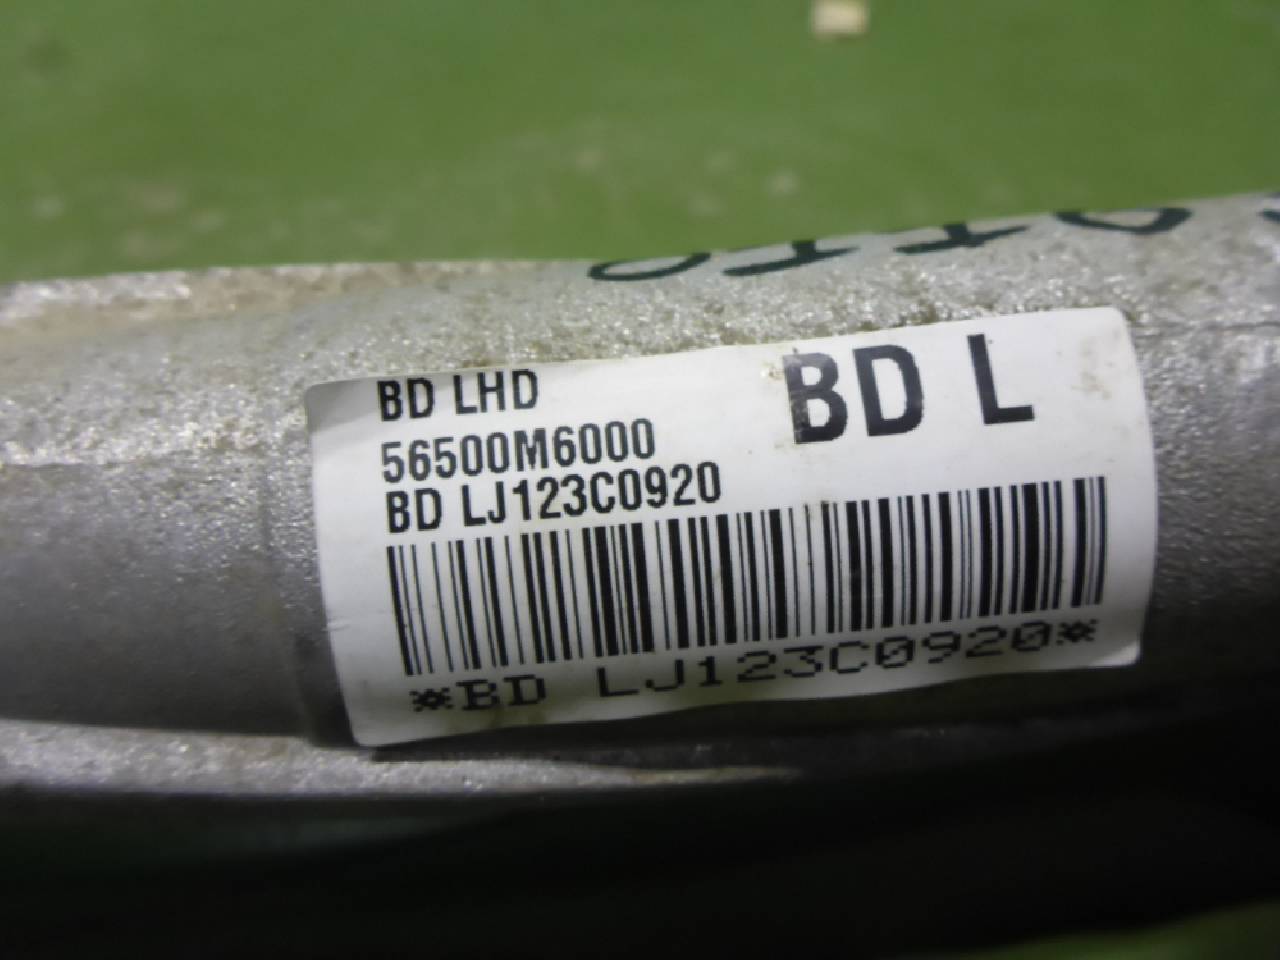 BD LHD
BD L
56500M6000
BD LJ123C0920
*BD LJ123C0920*